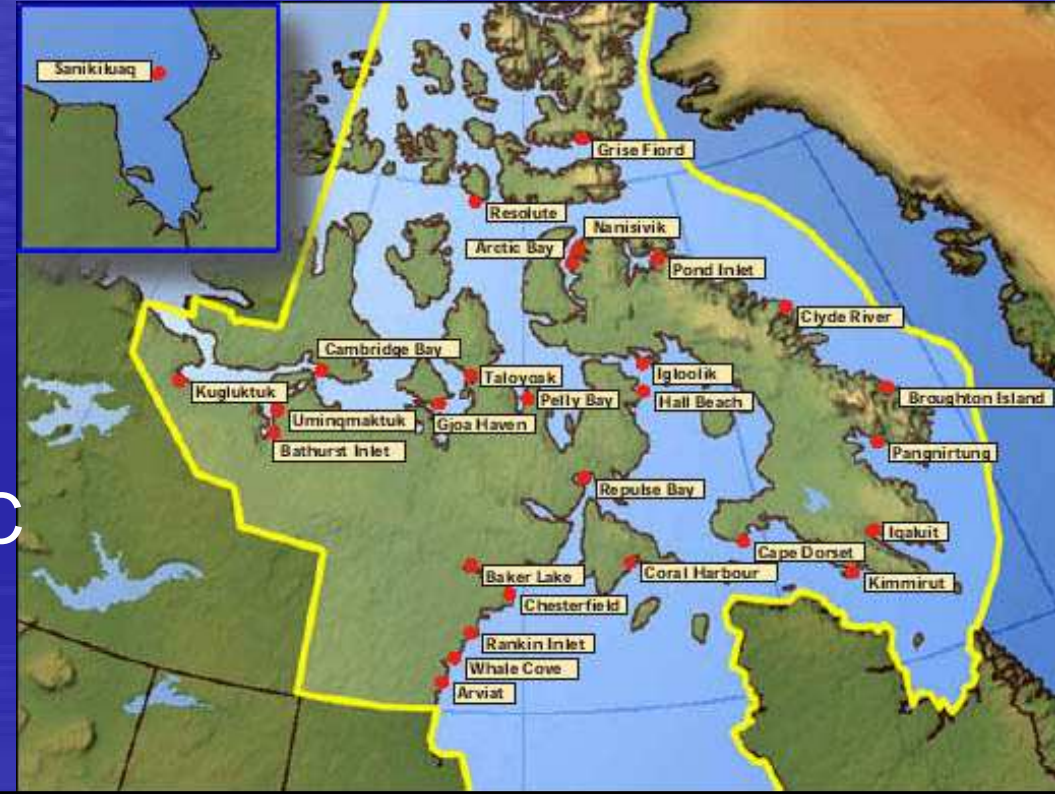 Sanikiluaq
Grise Fiord
Resolute
Nanisivik
Arctic Bay
Pond Inlet
Clyde River
Cambridge Bay
Igloolik
Taloyoak
Kugluktuk
Pelly Bay
Hall Beach
Broughton Island
Umingmaktuk
Gjoa Haven
Bathurst Inlet
Pangnirtung
Repulse Bay
c
Iqaluit
Cape Dorset
Baker Lake
Coral Harbour
Kimmirut
Chesterfield
Rankin Inlet
Whale Cove
Arviat